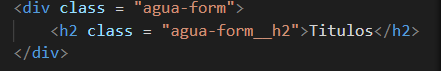 <div class = "agua-form">
<h2 class = "agua-form__h2">Titulos</h2>
</div>